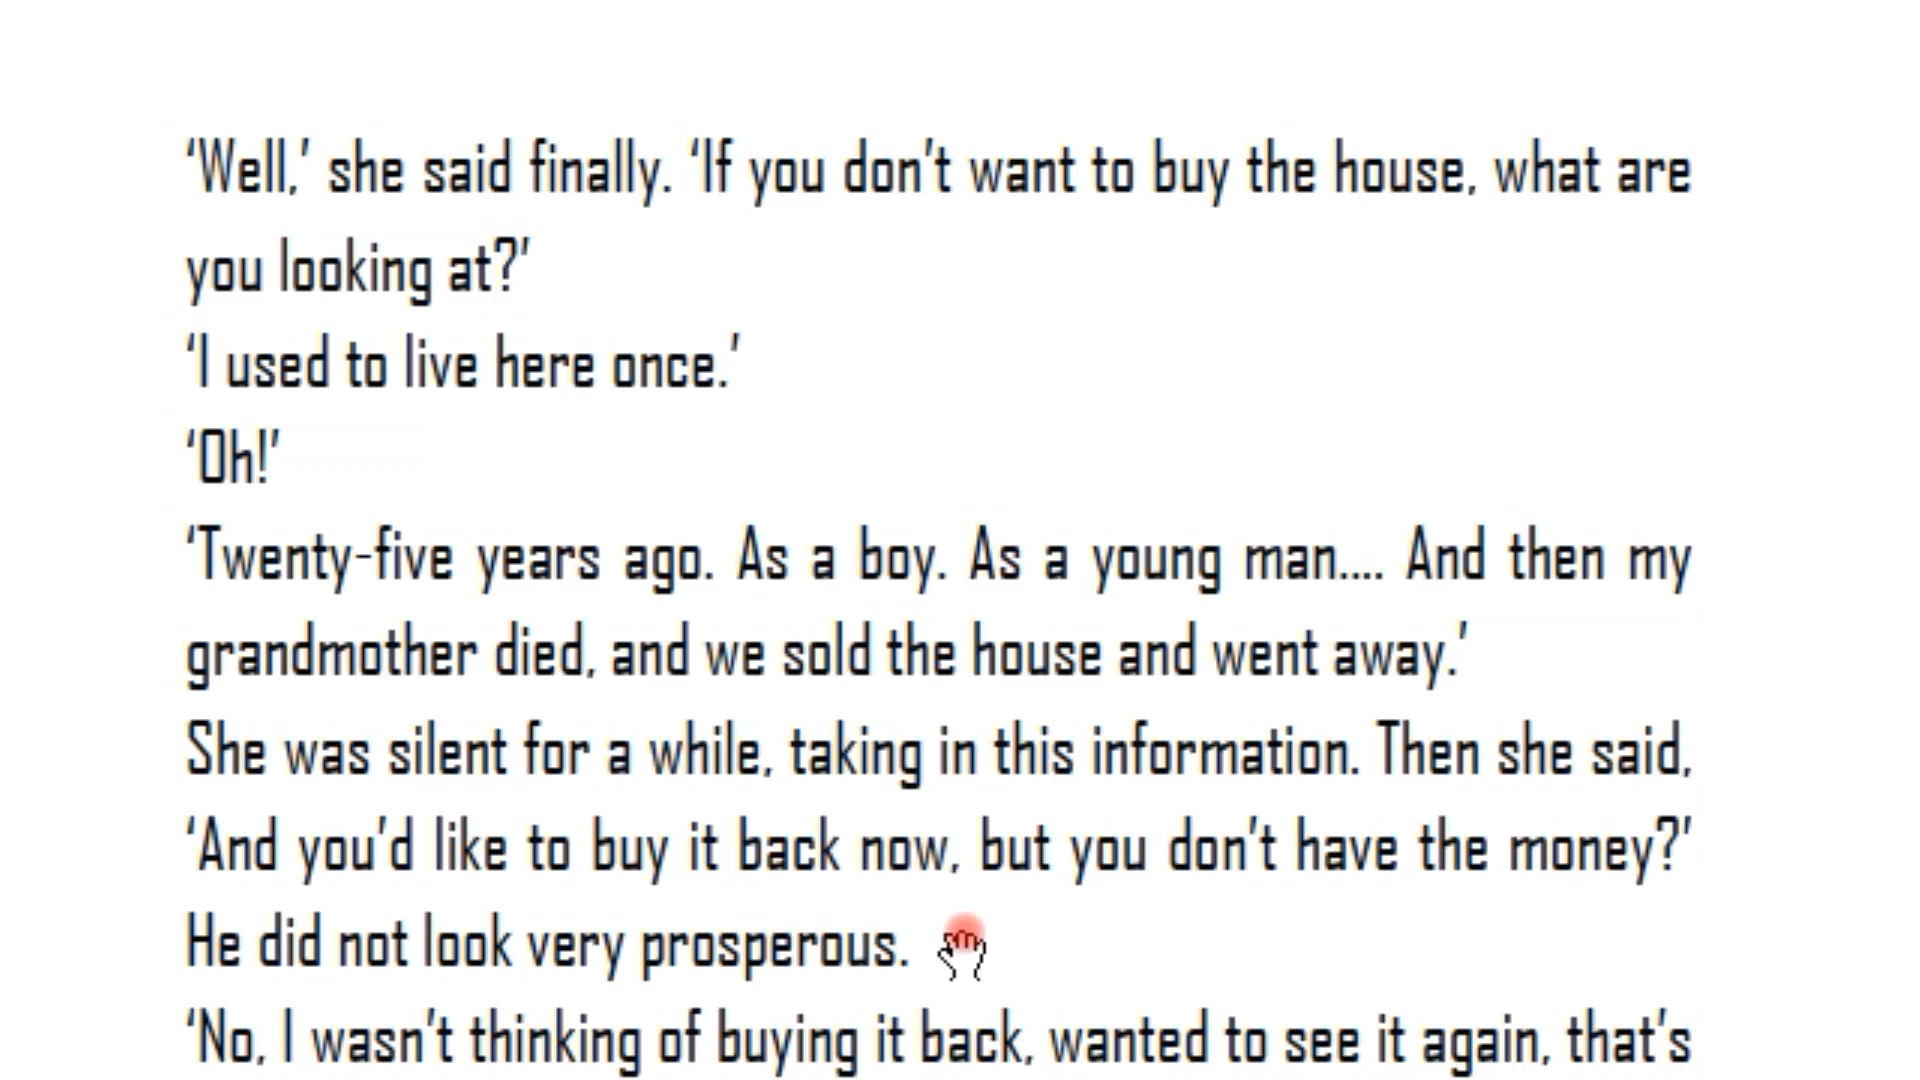 ‘Well,’ she said finally. ‘If you don’t want to buy the house, what are
you looking at?’
‘I used to live here once.’
‘Oh!’
‘Twenty-five years ago. As a boy. As a young man.... And then my
grandmother died, and we sold the house and went away.’
She was silent for a while, taking in this information. Then she said,
‘And you’d like to buy it back now, but you don’t have the money?’
He did not look very prosperous.
‘No, I wasn’t thinking of buying it back, wanted to see it again, that’s